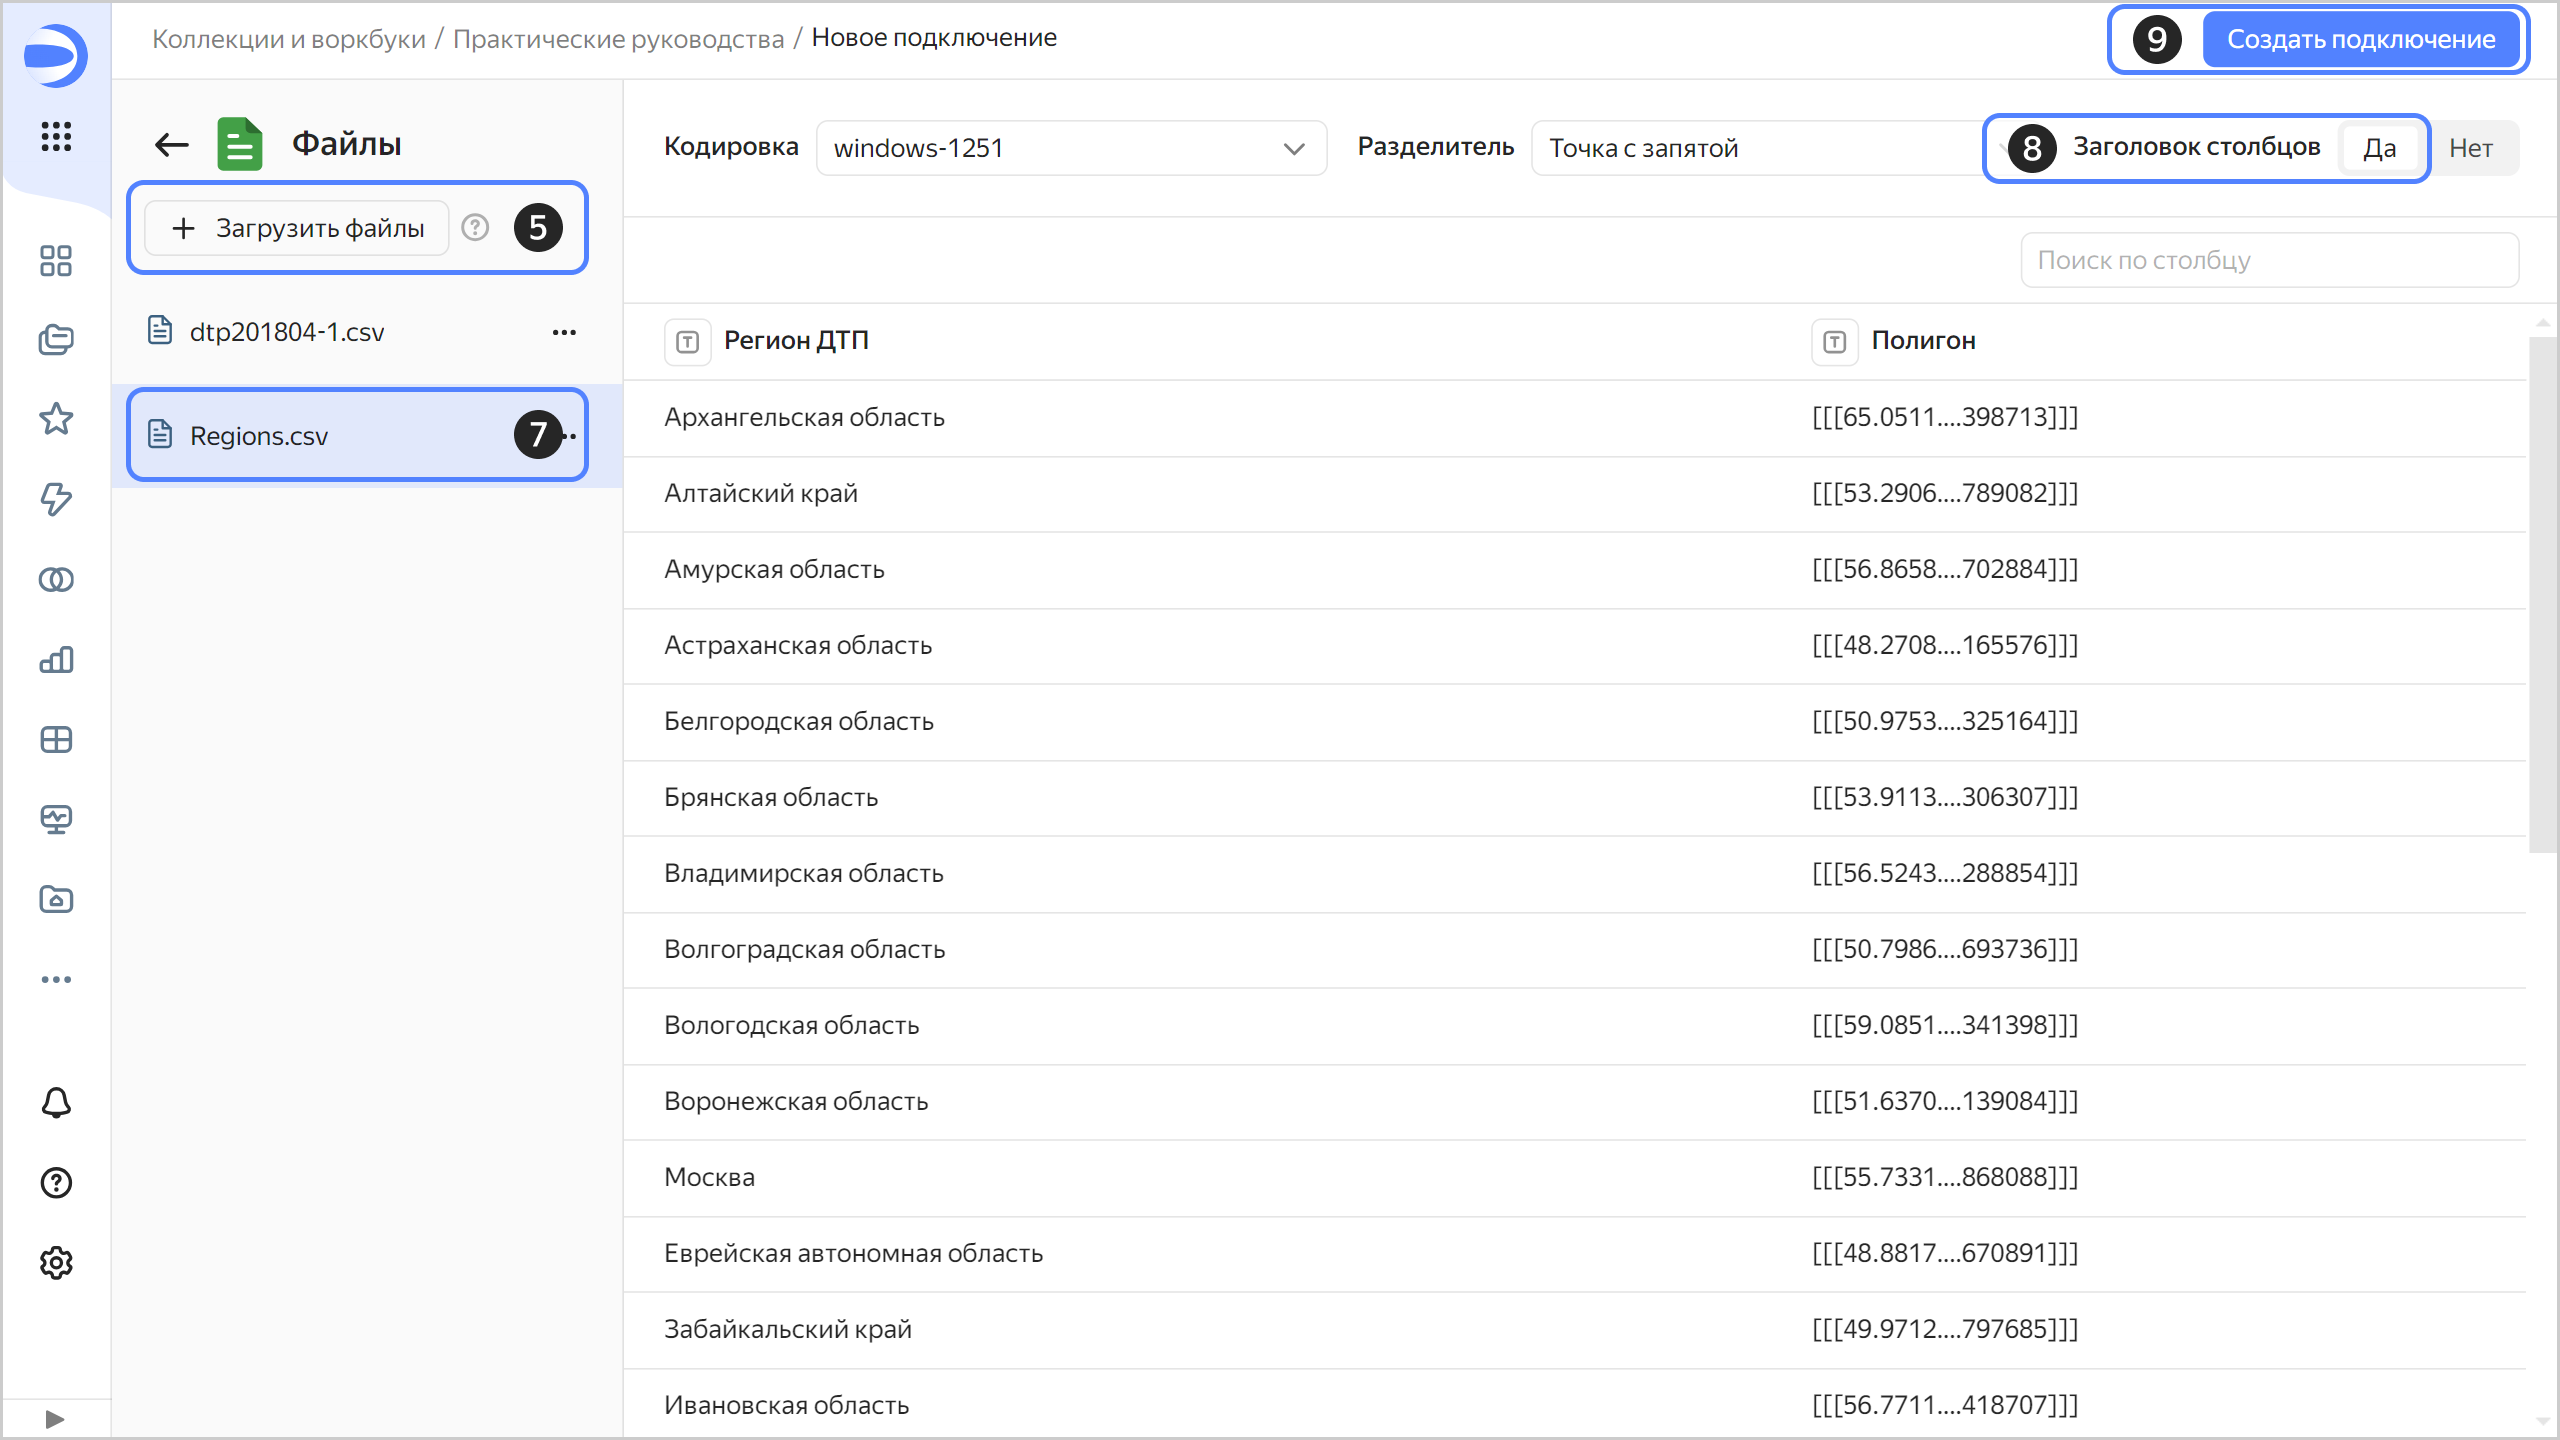 Коллекции и воркбуки / Практические руководства / Новое подключение
9 Создать подключение
Файлы
Кодировка windows-1251 Разделитель Точка с запятой 8 Заголовок столбцов Да Нет
+ Загрузить файлы ? 5
Поиск по столбцу
dtp201804-1.csv
Regions.csv 7
T Регион ДТП T Полигон
Архангельская область [[[65.0511....398713]]]
Алтайский край [[[53.2906....789082]]]
Амурская область [[[56.8658....702884]]]
Астраханская область [[[48.2708....165576]]]
Белгородская область [[[50.9753....325164]]]
Брянская область [[[53.9113....306307]]]
Владимирская область [[[56.5243....288854]]]
Волгоградская область [[[50.7986....693736]]]
Вологодская область [[[59.0851....341398]]]
Воронежская область [[[51.6370....139084]]]
Москва [[[55.7331....868088]]]
Еврейская автономная область [[[48.8817....670891]]]
Забайкальский край [[[49.9712....797685]]]
Ивановская область [[[56.7711....418707]]]